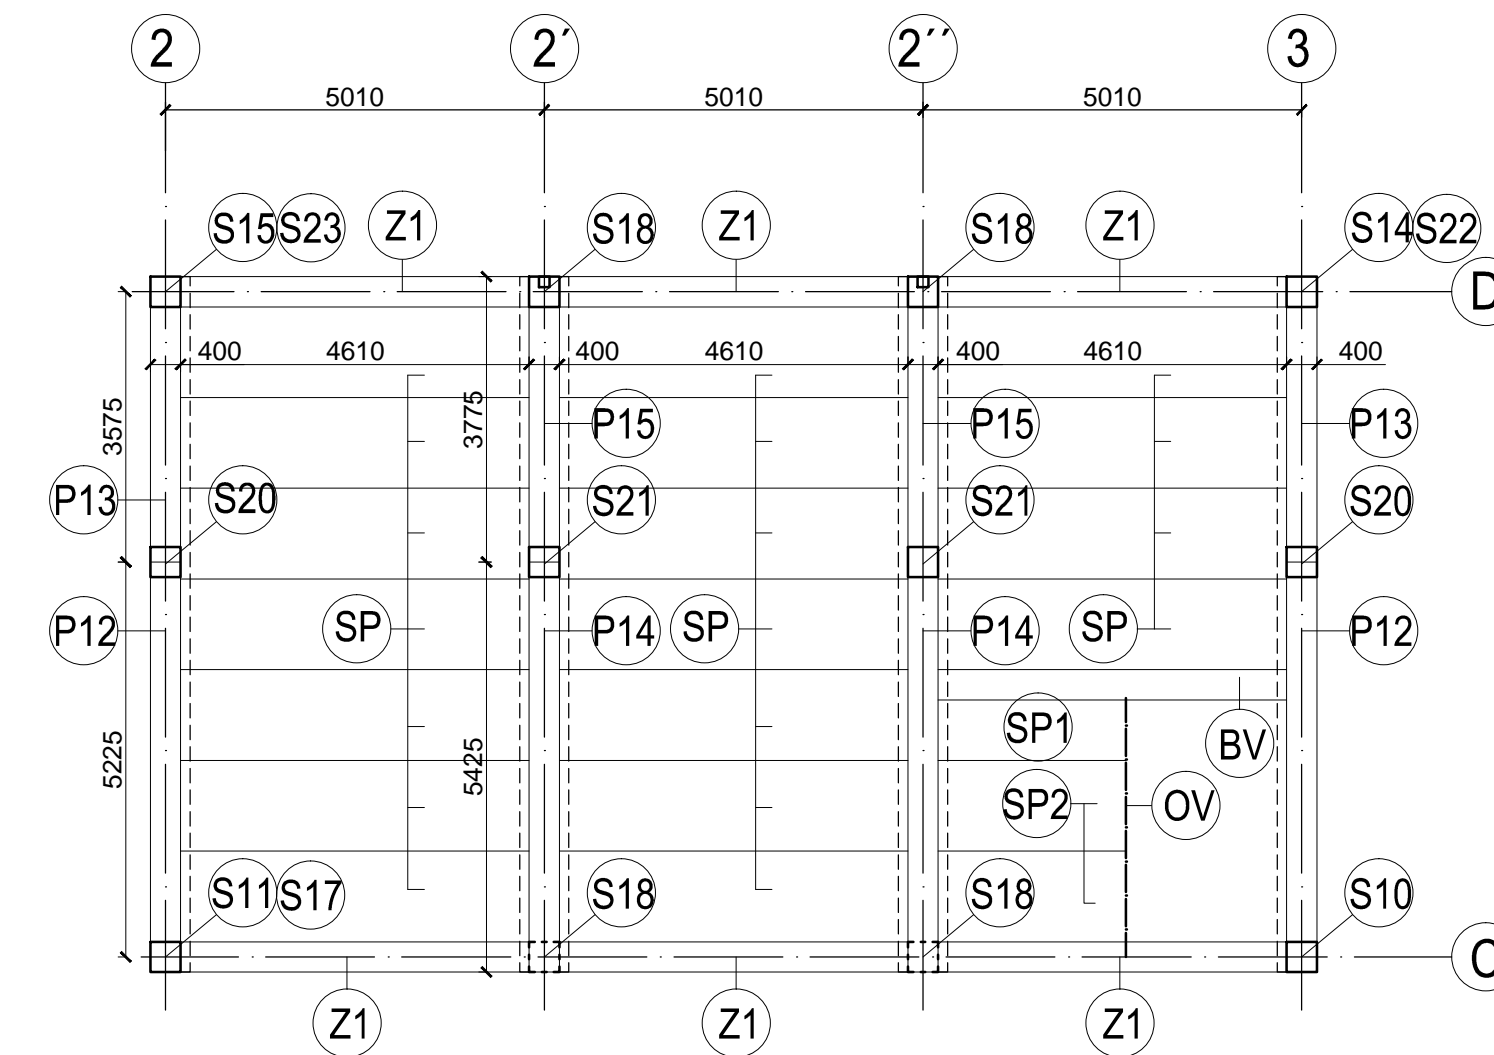 2 2´ 2´´ 3
5010 5010 5010
S15 S23 Z1 S18 Z1 S18 Z1 S14 S22
D
400 4610 400 4610 400 4610 400
3575 3775
P15 P15 P13
P13 S20 S21 S21 S20
P12 SP P14 SP P14 SP P12
5225 5425
SP1 BV
SP2 OV
S11 S17 S18 S18 S10
C
Z1 Z1 Z1